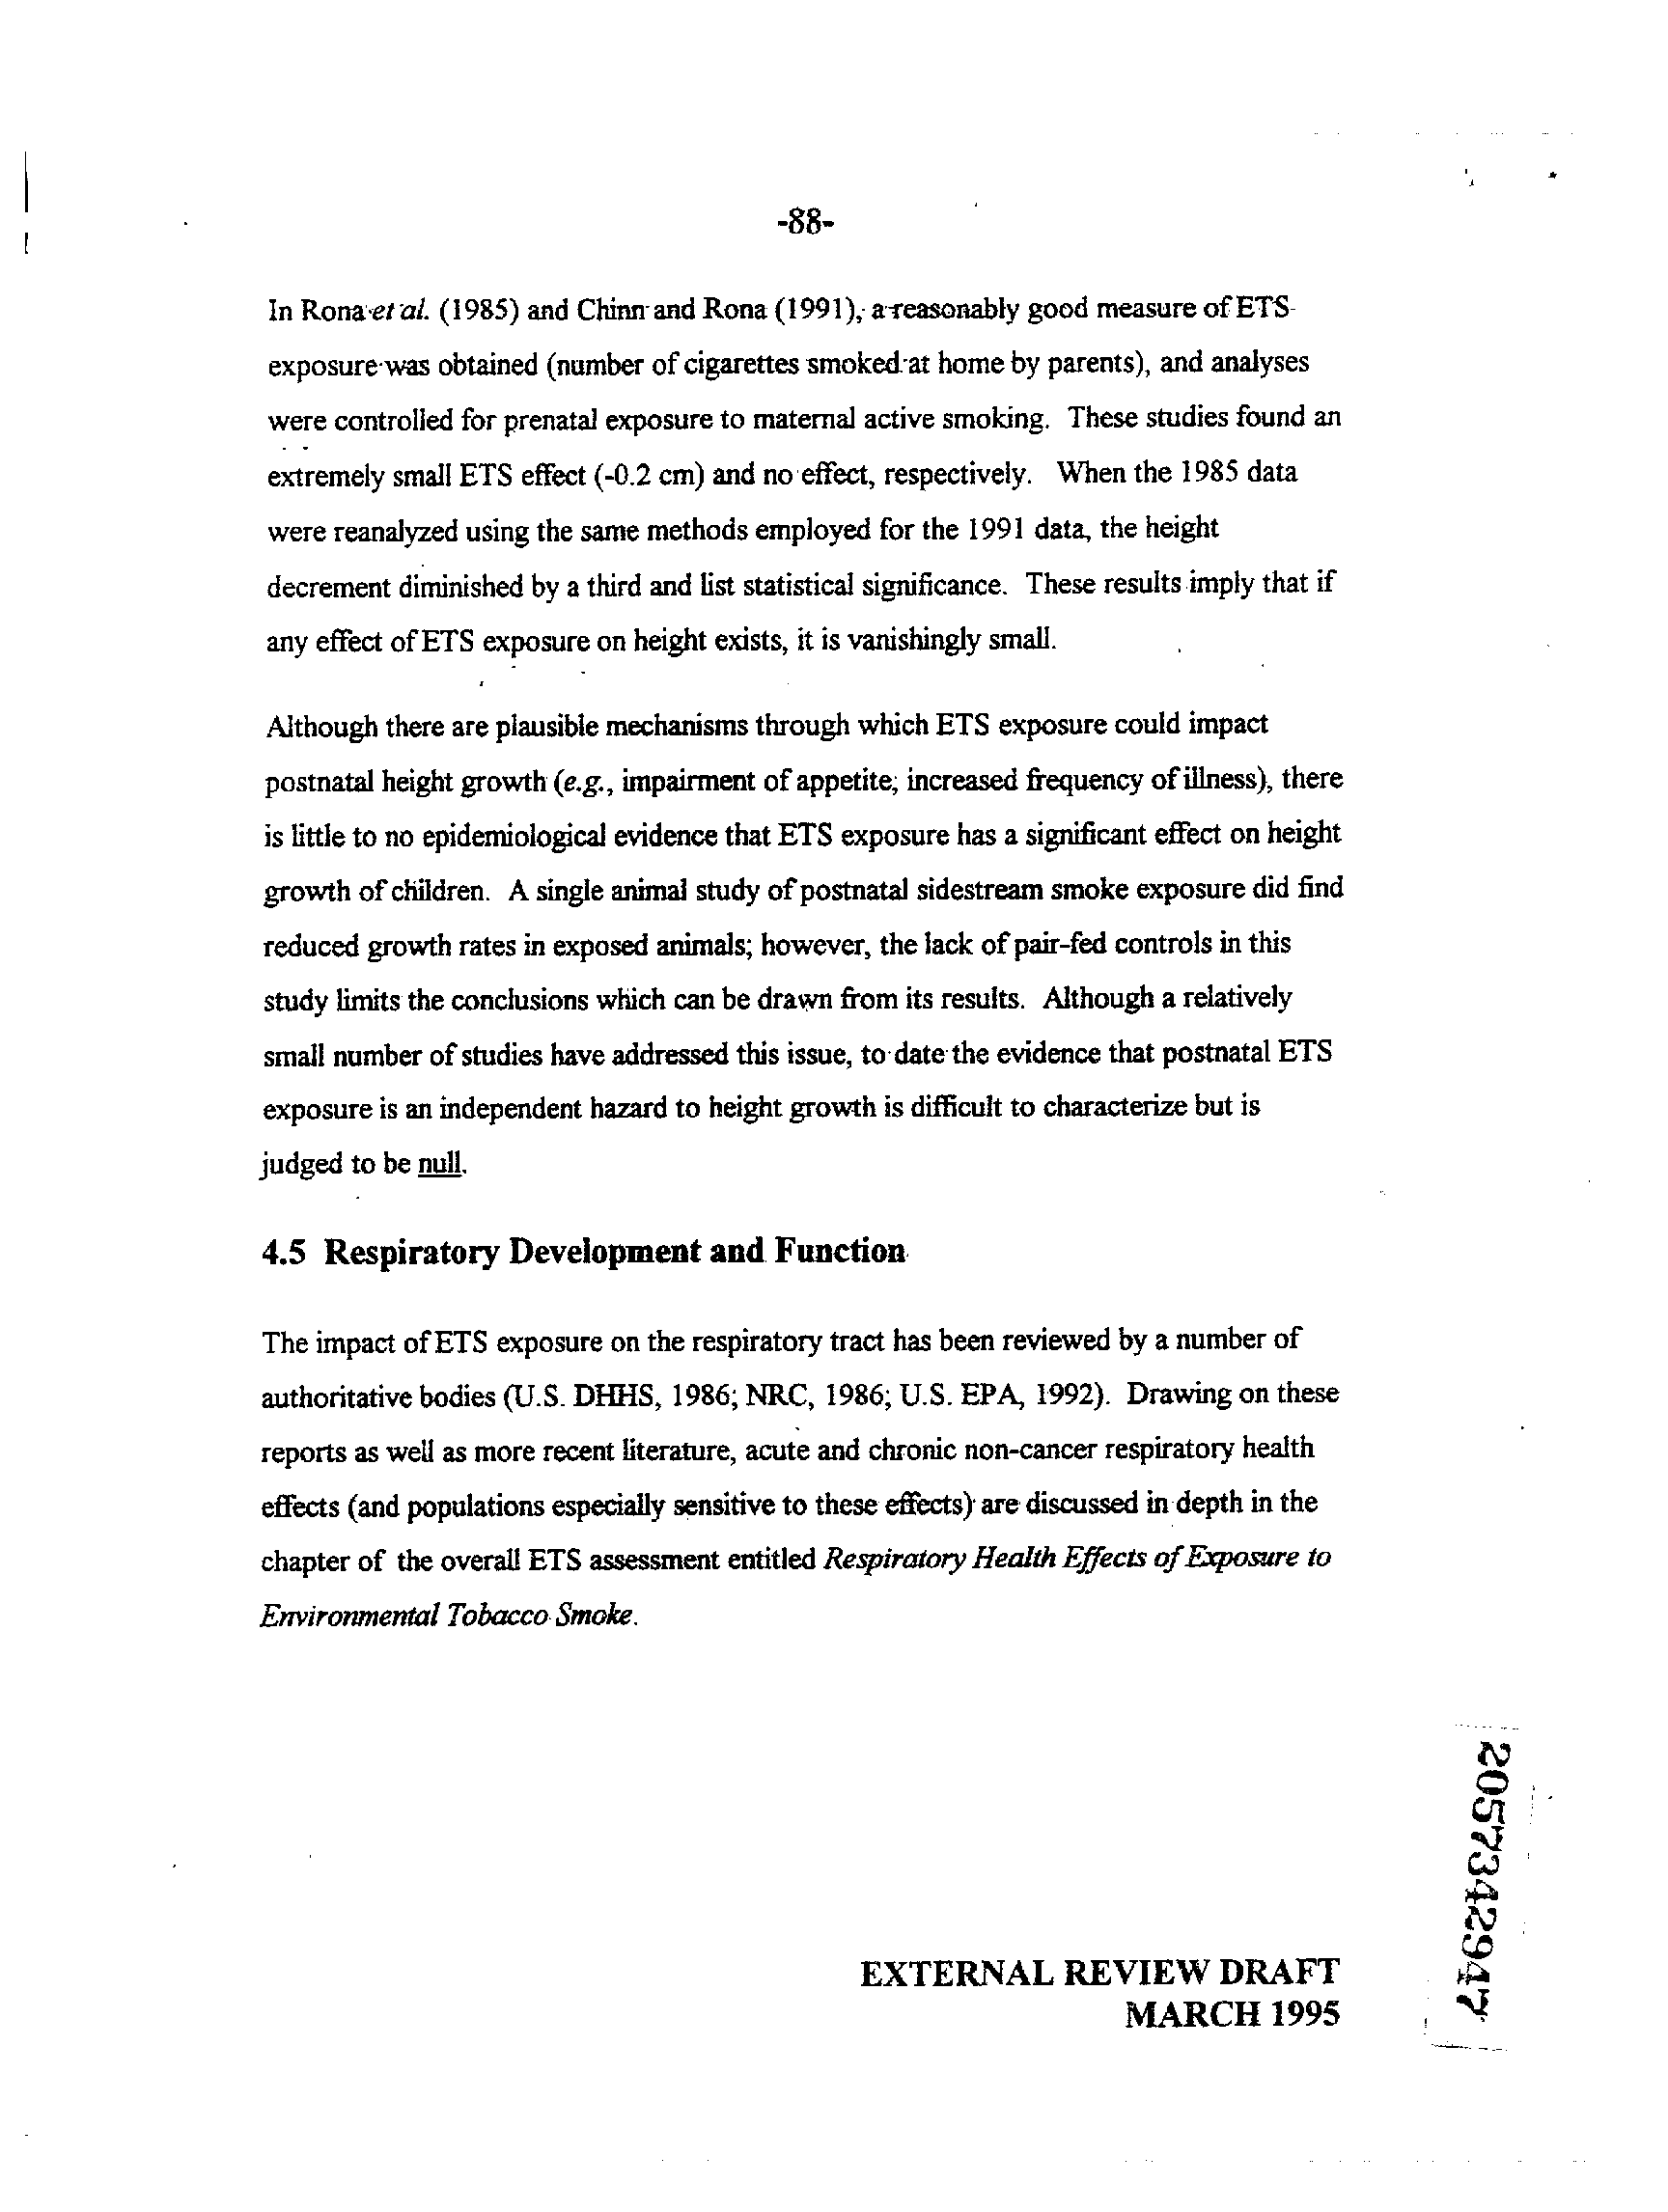 -88-
In Rona et al. (1985) and Chinn and Rona (1991), a reasonably good measure of ETS
exposure was obtained (number of cigarettes smoked at home by parents), and analyses
were controlled for prenatal exposure to maternal active smoking. These studies found an
extremely small ETS effect (-0.2 cm) and no effect, respectively. When the 1985 data
were reanalyzed using the same methods employed for the 1991 data, the height
decrement diminished by a third and list statistical significance. These results imply that if
any effect of ETS exposure on height exists, it is vanishingly small.
Although there are plausible mechanisms through which ETS exposure could impact
postnatal height growth (e.g., impairment of appetite; increased frequency of illness), there
is little to no epidemiological evidence that ETS exposure has a significant effect on height
growth of children. A single animal study of postnatal sidestream smoke exposure did find
reduced growth rates in exposed animals; however, the lack of pair-fed controls in this
study limits the conclusions which can be drawn from its results. Although a relatively
small number of studies have addressed this issue, to date the evidence that postnatal ETS
exposure is an independent hazard to height growth is difficult to characterize but is
judged to be null.
4.5 Respiratory Development and Function
The impact of ETS exposure on the respiratory tract has been reviewed by a number of
authoritative bodies (U.S. DHHS, 1986; NRC, 1986; U.S. EPA, 1992). Drawing on these
reports as well as more recent literature, acute and chronic non-cancer respiratory health
effects (and populations especially sensitive to these effects) are discussed in depth in the
chapter of the overall ETS assessment entitled Respiratory Health Effects of Exposure to
Environmental Tobacco Smoke.
EXTERNAL REVIEW DRAFT
MARCH 1995
2057342947